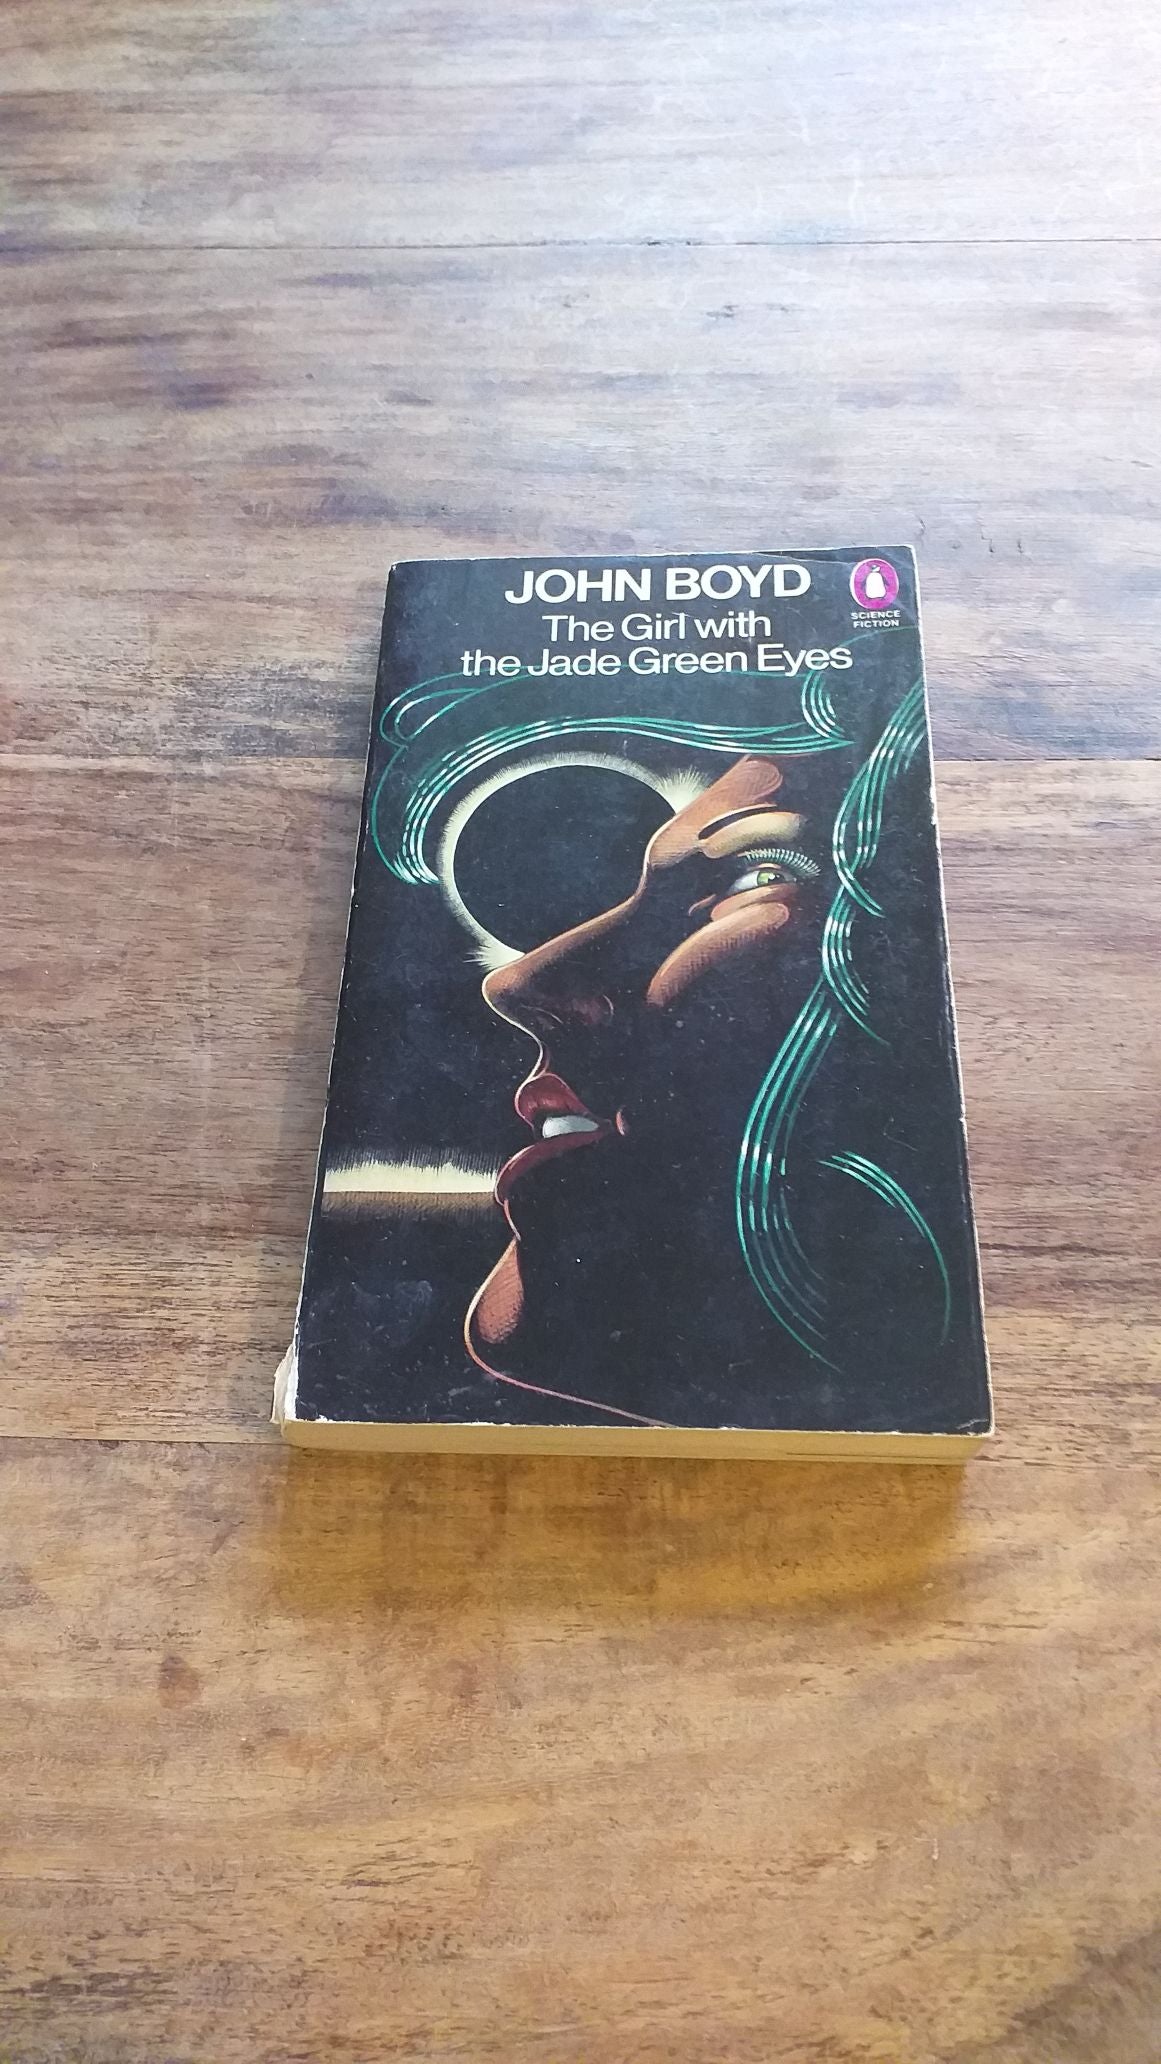 JOHN BOYD
The Girl with
the Jade Green Eyes
SCIENCE
FICTION